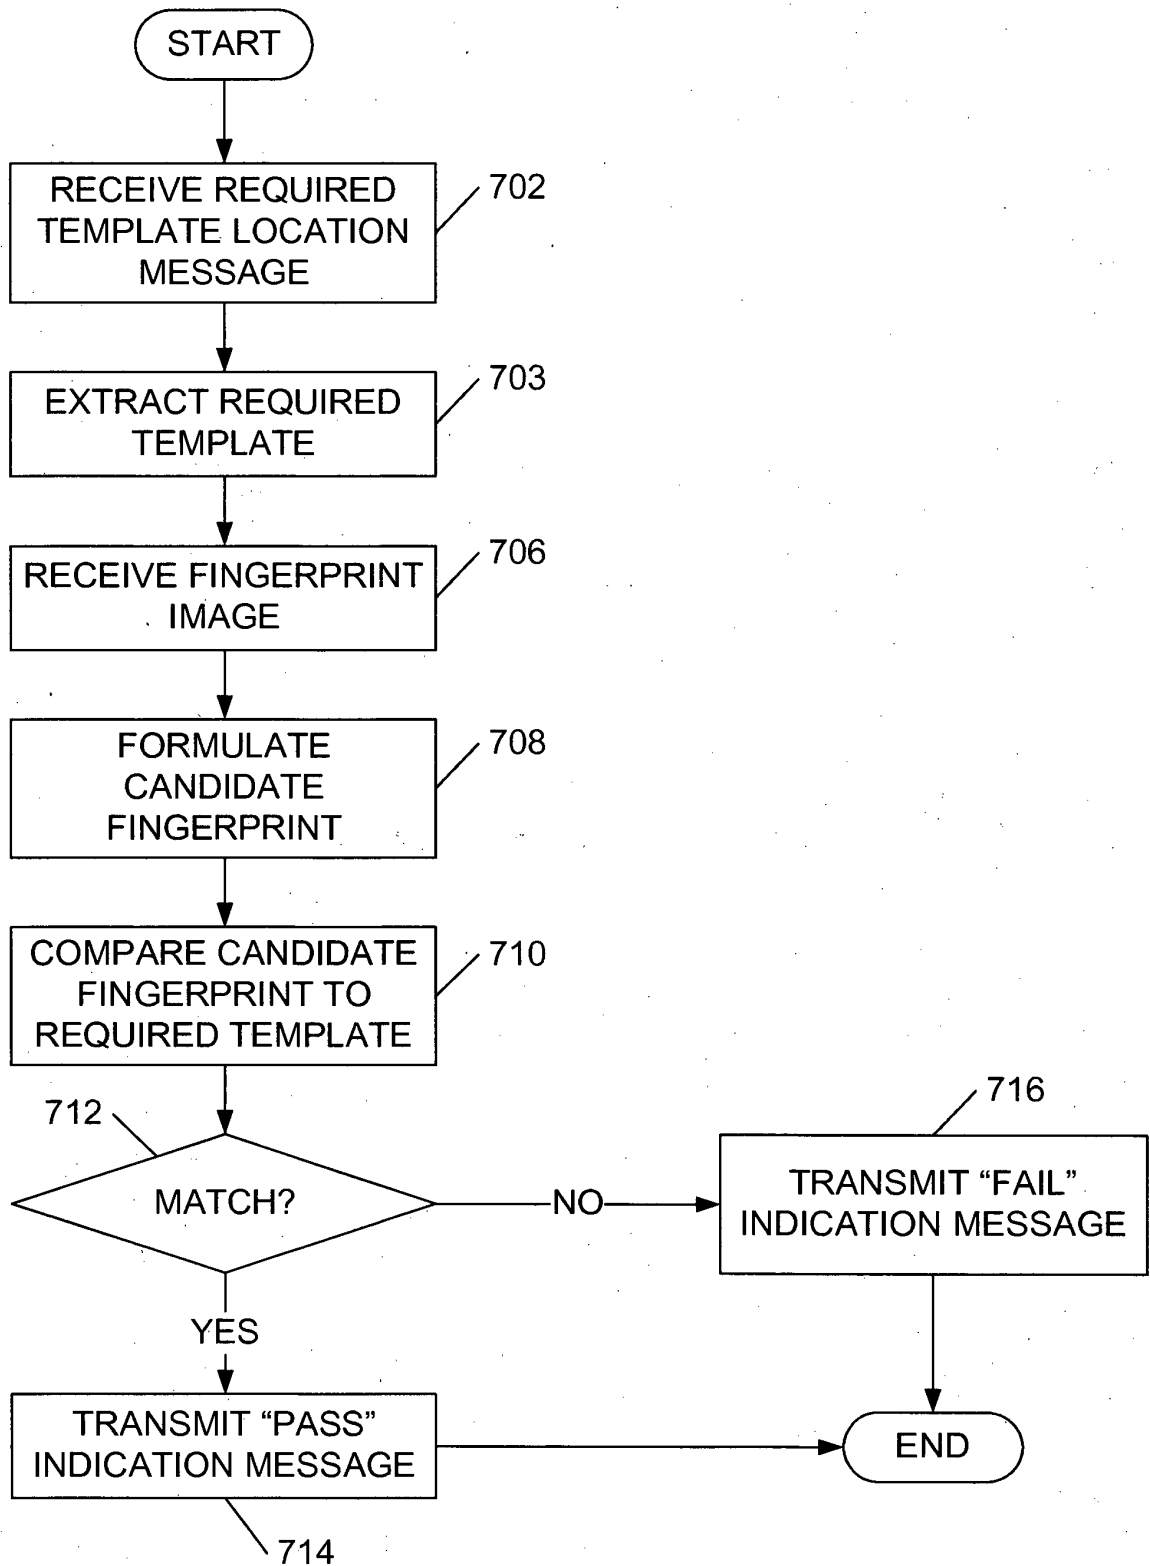 START
RECEIVE REQUIRED
TEMPLATE LOCATION
MESSAGE
702
EXTRACT REQUIRED
TEMPLATE
703
RECEIVE FINGERPRINT
IMAGE
706
FORMULATE
CANDIDATE
FINGERPRINT
708
COMPARE CANDIDATE
FINGERPRINT TO
REQUIRED TEMPLATE
710
712
MATCH?
NO
716
TRANSMIT “FAIL”
INDICATION MESSAGE
YES
TRANSMIT “PASS”
INDICATION MESSAGE
714
END